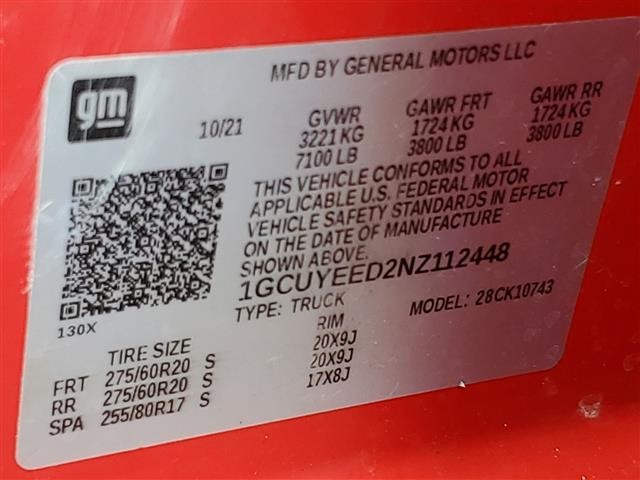 gm
MFD BY GENERAL MOTORS LLC
10/21 GVWR GAWR FRT GAWR RR
3221 KG 1724 KG 1724 KG
7100 LB 3800 LB 3800 LB
THIS VEHICLE CONFORMS TO ALL
APPLICABLE U.S. FEDERAL MOTOR
VEHICLE SAFETY STANDARDS IN EFFECT
ON THE DATE OF MANUFACTURE
SHOWN ABOVE.
1GCUYEED2NZ112448
TYPE: TRUCK MODEL: 28CK10743
130X
TIRE SIZE RIM
FRT 275/60R20 S 20X9J
RR 275/60R20 S 20X9J
SPA 255/80R17 S 17X8J